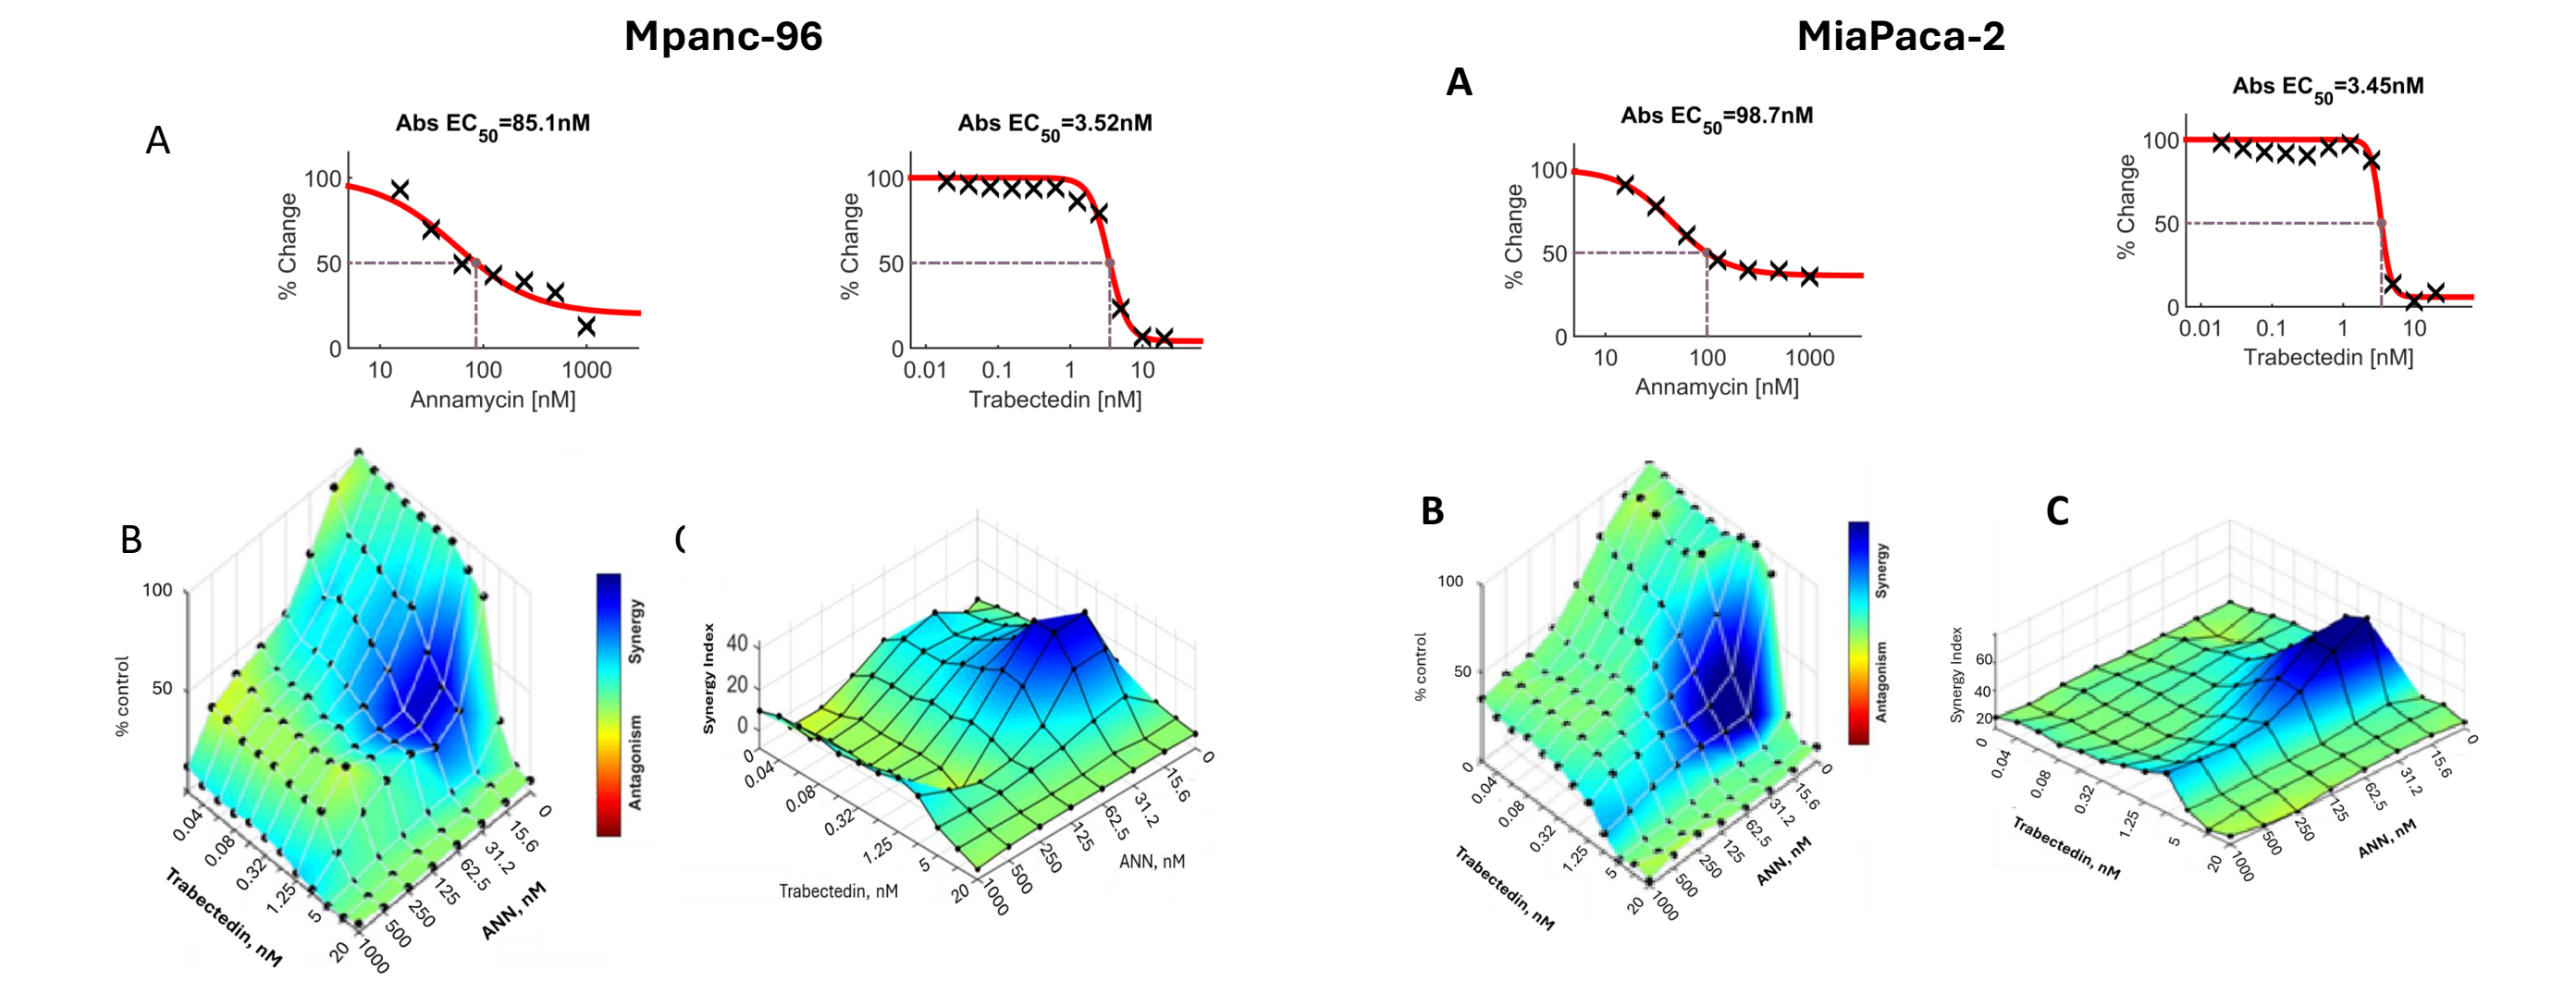 Mpanc-96
A
Abs EC50=85.1nM
100
50
0
% Change
10 100 1000
Annamycin [nM]
Abs EC50=3.52nM
100
50
0
% Change
0.01 0.1 1 10
Trabectedin [nM]
B
100
50
% control
0.04
0.08
0.32
1.25
5
20
Trabectedin, nM
0
15.6
31.2
62.5
125
250
500
1000
ANN, nM
Synergy
Antagonism
40
20
0
Synergy Index
0
0.04
0.08
0.32
1.25
5
20
Trabectedin, nM
0
15.6
31.2
62.5
125
250
500
1000
ANN, nM
MiaPaca-2
A
Abs EC50=98.7nM
100
50
0
% Change
10 100 1000
Annamycin [nM]
Abs EC50=3.45nM
100
50
0
% Change
0.01 0.1 1 10
Trabectedin [nM]
B
100
50
0
% control
0.04
0.08
0.32
1.25
5
20
Trabectedin, nM
0
15.6
31.2
62.5
125
250
500
1000
ANN, nM
Synergy
Antagonism
C
60
40
20
Synergy Index
0
0.04
0.08
0.32
1.25
5
20
Trabectedin, nM
0
15.6
31.2
62.5
125
250
500
1000
ANN, nM